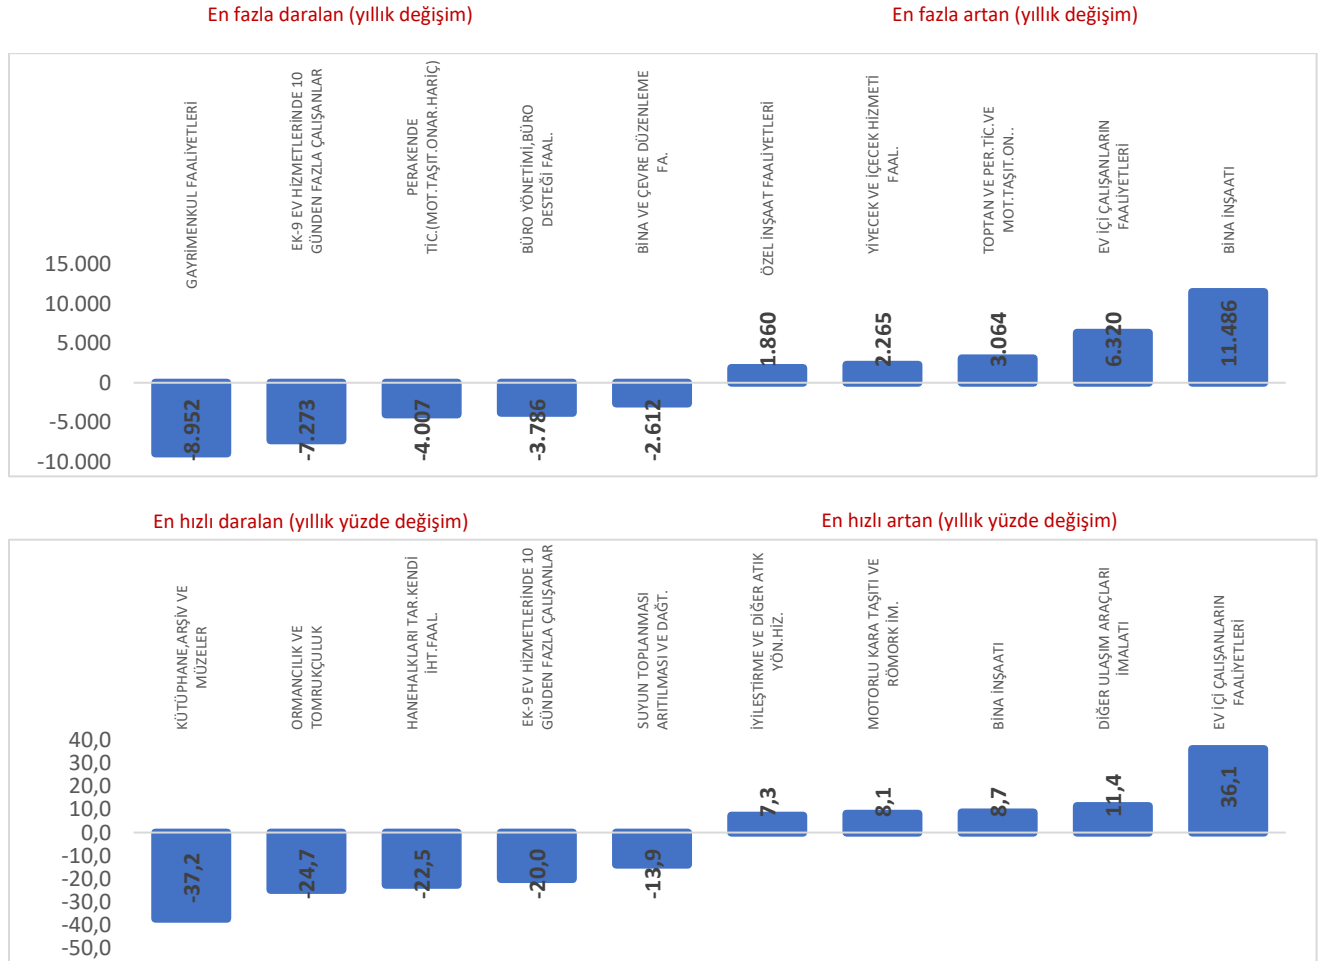 En fazla daralan (yıllık değişim)
En fazla artan (yıllık değişim)
GAYRİMENKUL FAALİYETLERİ
EK-9 EV HİZMETLERİNDE 10
GÜNDEN FAZLA ÇALIŞANLAR
PERAKENDE
TİC.(MOT.TAŞIT.ONAR.HARİÇ)
BÜRO YÖNETİMİ,BÜRO
DESTEĞİ FAAL.
BİNA VE ÇEVRE DÜZENLEME
FA.
ÖZEL İNŞAAT FAALİYETLERİ
YİYECEK VE İÇECEK HİZMETİ
FAAL.
TOPTAN VE PER.TİC.VE
MOT.TAŞIT.ON..
EV İÇİ ÇALIŞANLARIN
FAALİYETLERİ
BİNA İNŞAATI
15.000
10.000
5.000
0
-5.000
-10.000
-8.952
-7.273
-4.007
-3.786
-2.612
1.860
2.265
3.064
6.320
11.486
En hızlı daralan (yıllık yüzde değişim)
En hızlı artan (yıllık yüzde değişim)
KÜTÜPHANE,ARŞİV VE
MÜZELER
ORMANCILIK VE
TOMRUKÇULUK
HANEHALKLARI TAR.KENDİ
İHT.FAAL.
EK-9 EV HİZMETLERİNDE 10
GÜNDEN FAZLA ÇALIŞANLAR
SUYUN TOPLANMASI
ARITILMASI VE DAĞT.
İYİLEŞTİRME VE DİĞER ATIK
YÖN.HİZ.
MOTORLU KARA TAŞITI VE
RÖMORK İM.
BİNA İNŞAATI
DİĞER ULAŞIM ARAÇLARI
İMALATI
EV İÇİ ÇALIŞANLARIN
FAALİYETLERİ
40,0
30,0
20,0
10,0
0,0
-10,0
-20,0
-30,0
-40,0
-50,0
-37,2
-24,7
-22,5
-20,0
-13,9
7,3
8,1
8,7
11,4
36,1